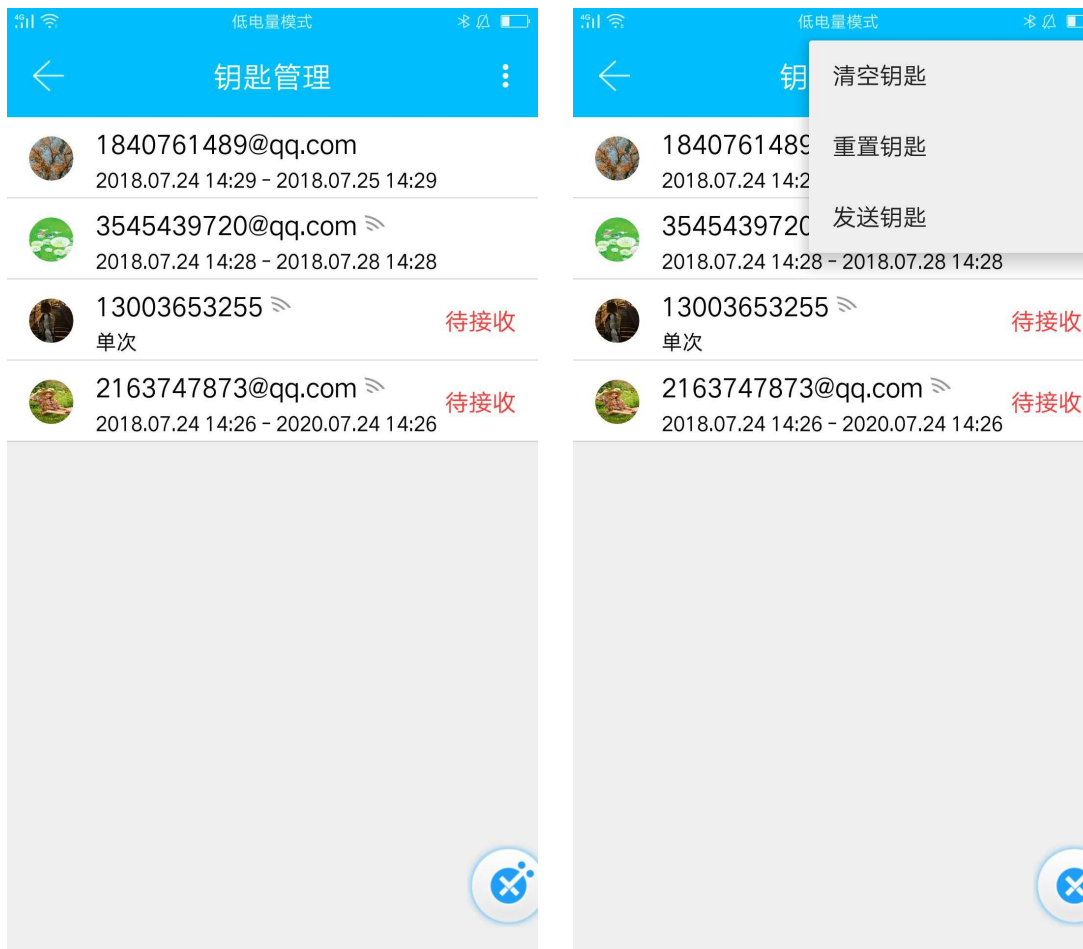 4G
低电量模式
钥匙管理
1840761489@qq.com
2018.07.24 14:29 - 2018.07.25 14:29
3545439720@qq.com
2018.07.24 14:28 - 2018.07.28 14:28
13003653255
单次
待接收
2163747873@qq.com
2018.07.24 14:26 - 2020.07.24 14:26
待接收
4G
低电量模式
钥
清空钥匙
重置钥匙
发送钥匙
1840761489
2018.07.24 14:2
3545439720
2018.07.24 14:28 - 2018.07.28 14:28
13003653255
单次
待接收
2163747873@qq.com
2018.07.24 14:26 - 2020.07.24 14:26
待接收